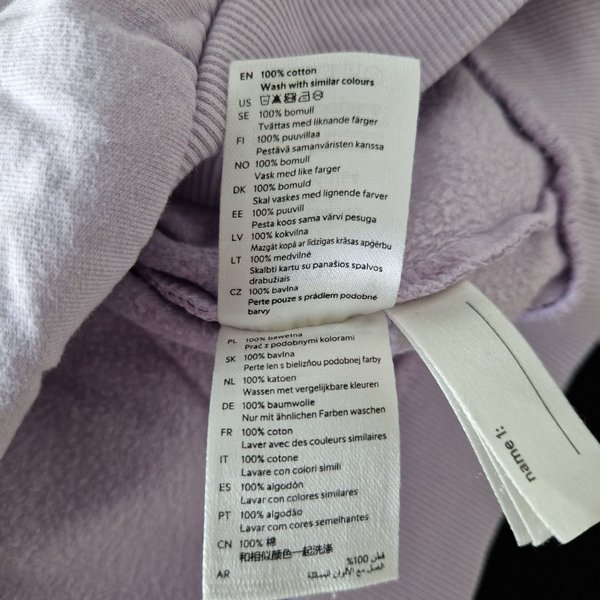 EN 100% cotton
Wash with similar colours
US
SE 100% bomull
Tvättas med liknande färger
FI 100% puuvillaa
Pestävä samanväristen kanssa
NO 100% bomull
Vask med like farger
DK 100% bomuld
Skal vaskes med lignende farver
EE 100% puuvill
Pesta koos sama värvi pesuga
LV 100% kokvilna
Mazgāt kopā ar līdzīgas krāsas apģērbu
LT 100% medvilnė
Skalbti kartu su panašios spalvos
drabužiais
CZ 100% bavlna
Perte pouze s prádlem podobné
barvy
PL 100% bawełna
Prać z podobnymi kolorami
SK 100% bavlna
Perte len s bielizňou podobnej farby
NL 100% katoen
Wassen met vergelijkbare kleuren
DE 100% baumwolle
Nur mit ähnlichen Farben waschen
FR 100% coton
Laver avec des couleurs similaires
IT 100% cotone
Lavare con colori simili
ES 100% algodón
Lavar con colores similares
PT 100% algodão
Lavar com cores semelhantes
CN 100% 棉
和相似颜色一起洗涤
AR قطن 100%
الغسل مع الألوان المماثلة
name 1: